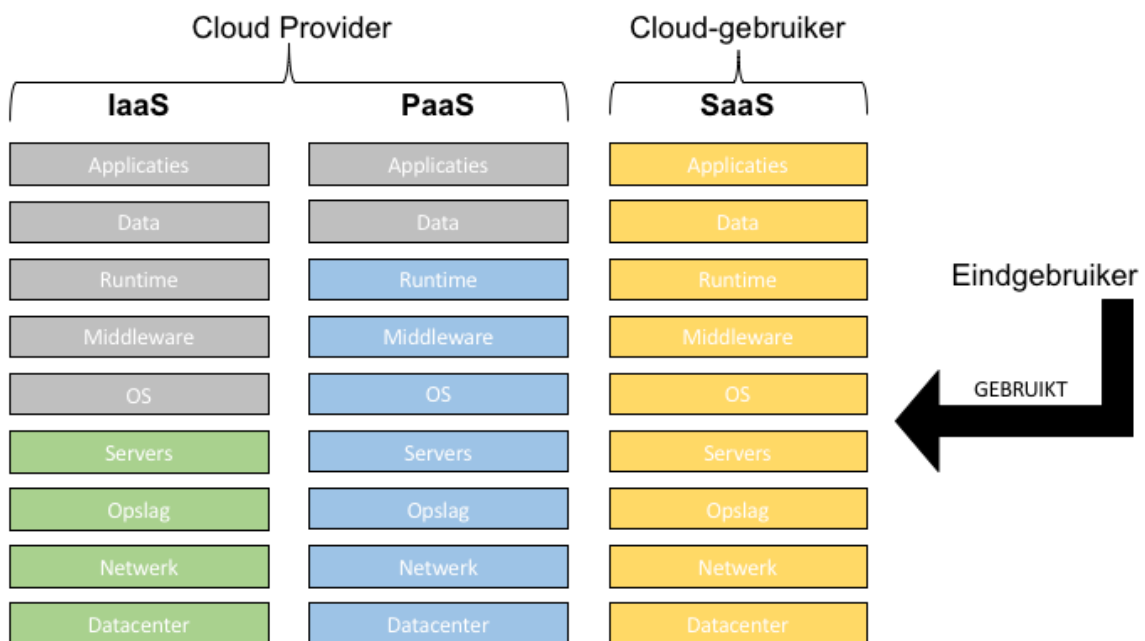 Cloud Provider
Cloud-gebruiker
IaaS
PaaS
SaaS
Applicaties
Applicaties
Applicaties
Data
Data
Data
Runtime
Runtime
Runtime
Eindgebruiker
Middleware
Middleware
Middleware
OS
OS
OS
GEBRUIKT
Servers
Servers
Servers
Opslag
Opslag
Opslag
Netwerk
Netwerk
Netwerk
Datacenter
Datacenter
Datacenter